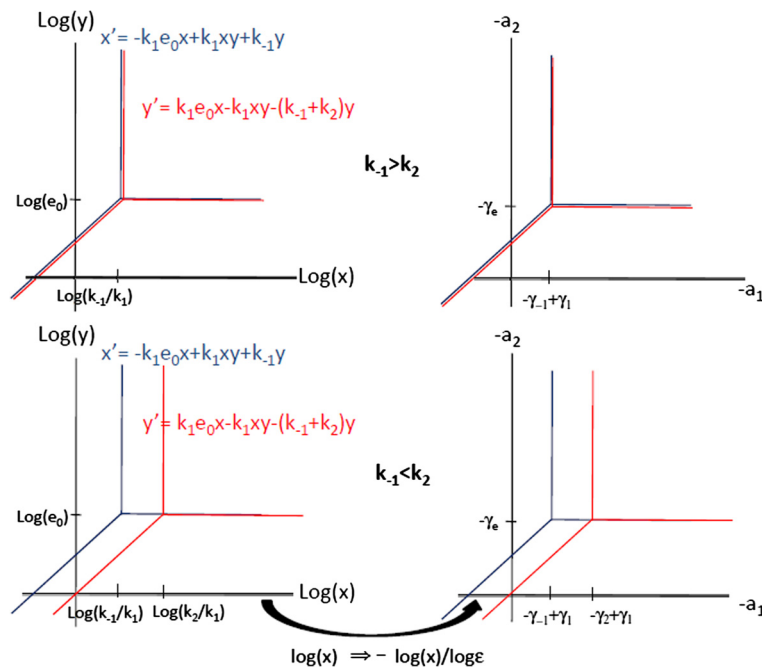 Log(y)
x' = -k₁e₀x+k₁xy+k₋₁y
y' = k₁e₀x-k₁xy-(k₋₁+k₂)y
Log(e₀)
Log(x)
Log(k₋₁/k₁)
k₋₁>k₂
-a₂
-γₑ
-a₁
-γ₋₁+γ₁
Log(y)
x' = -k₁e₀x+k₁xy+k₋₁y
y' = k₁e₀x-k₁xy-(k₋₁+k₂)y
Log(e₀)
Log(x)
Log(k₋₁/k₁) Log(k₂/k₁)
k₋₁<k₂
-a₂
-γₑ
-a₁
-γ₋₁+γ₁ -γ₂+γ₁
log(x) ⇒ - log(x)/logε